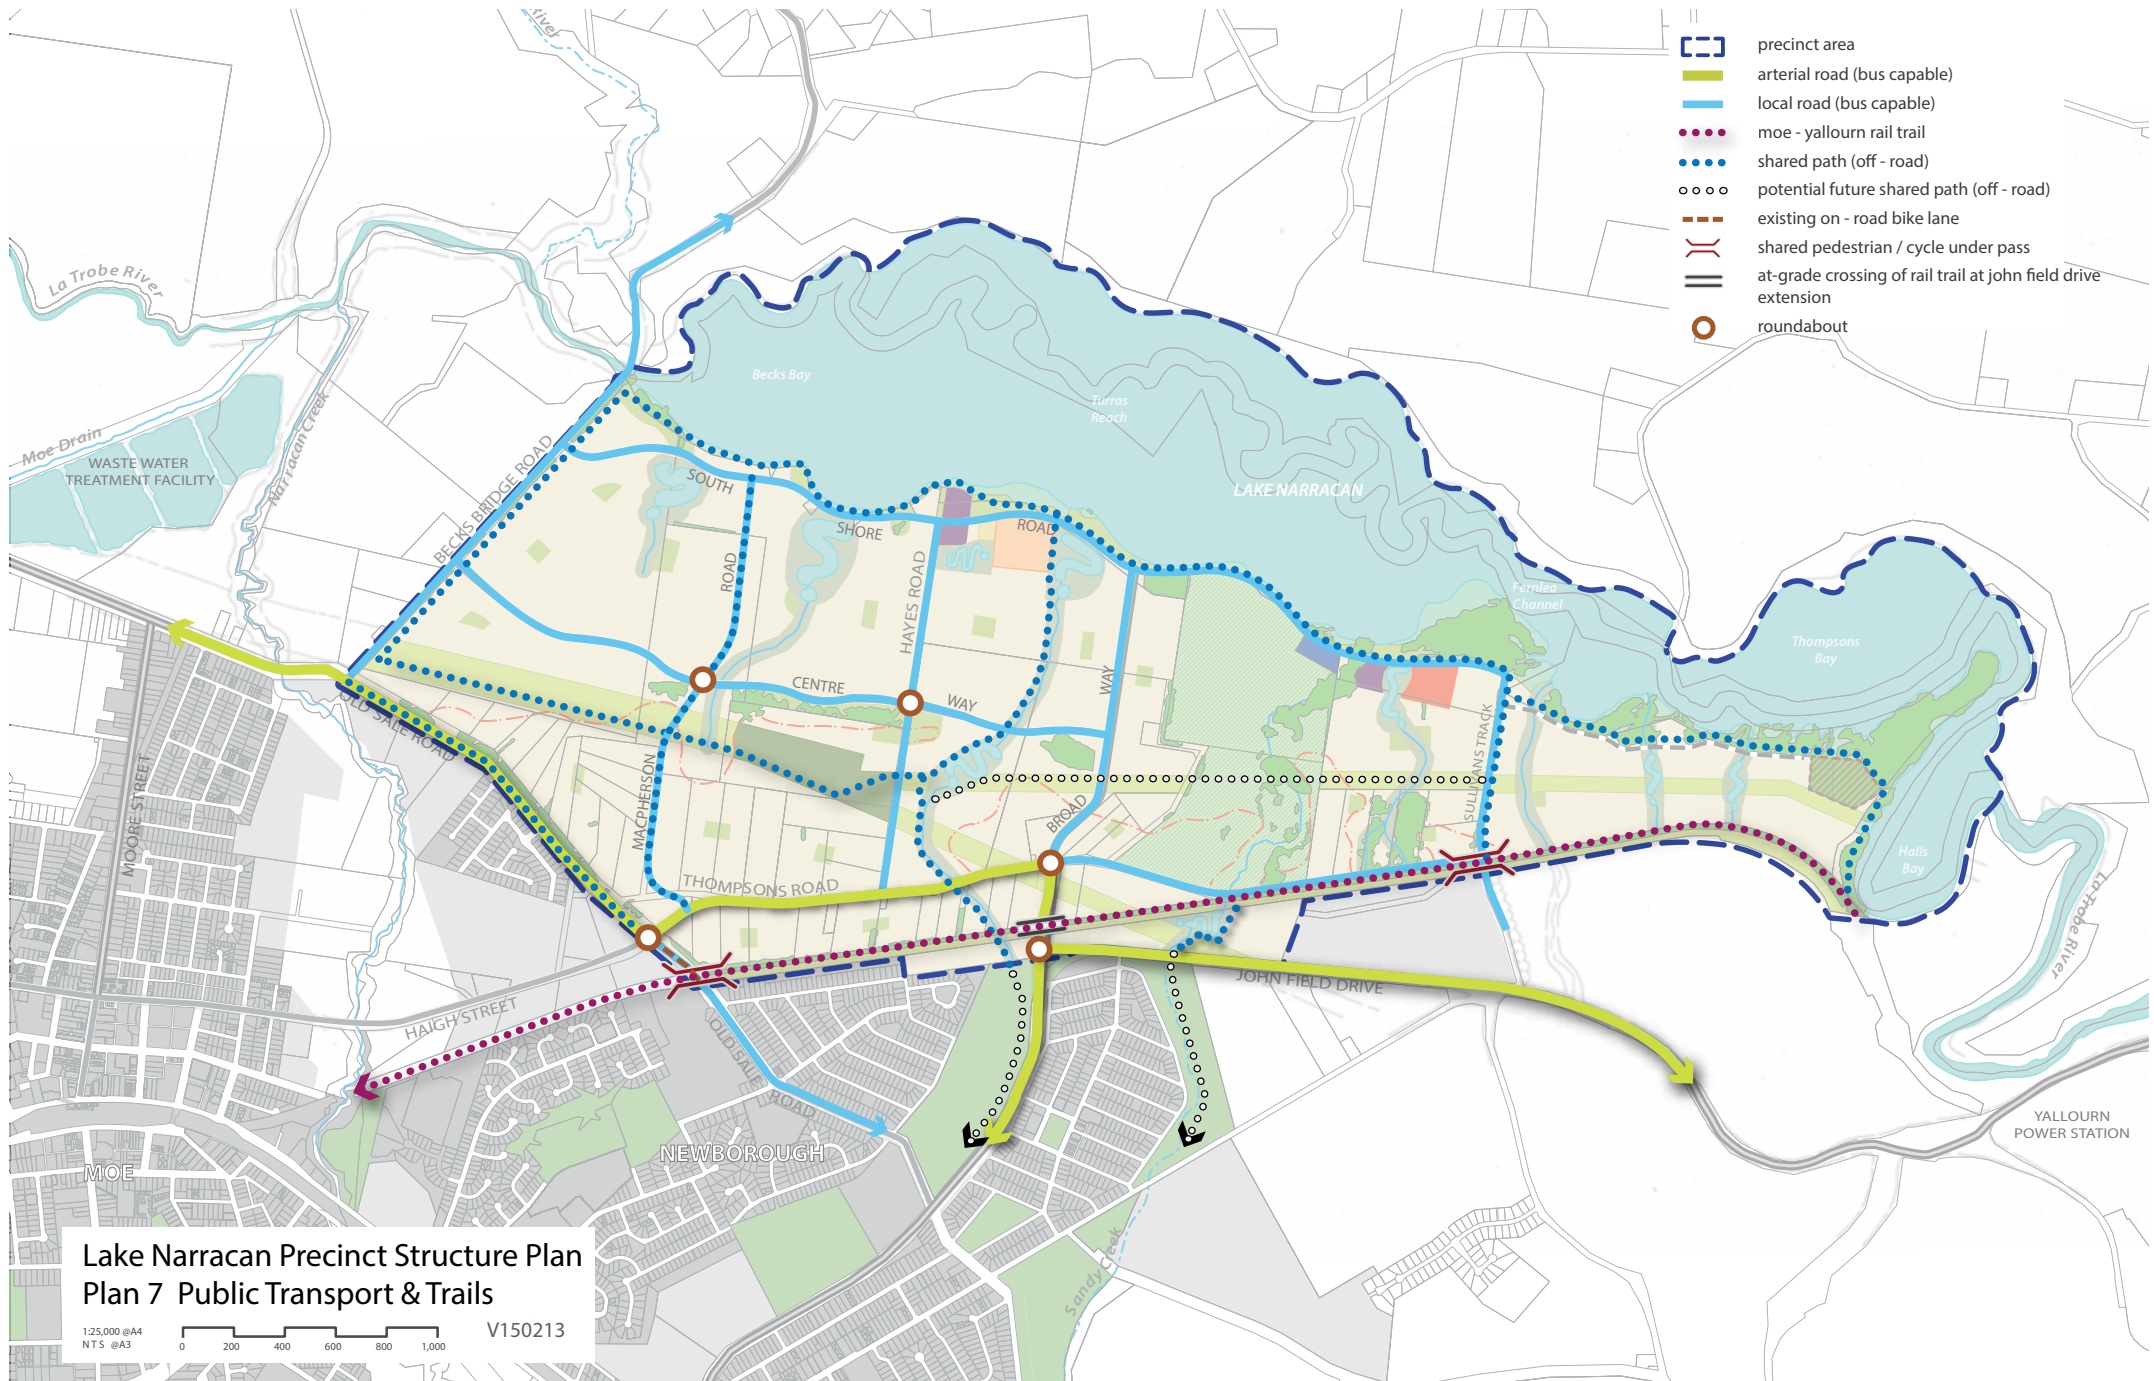 precinct area
arterial road (bus capable)
local road (bus capable)
moe - yallourn rail trail
shared path (off - road)
potential future shared path (off - road)
existing on - road bike lane
shared pedestrian / cycle under pass
at-grade crossing of rail trail at john field drive
extension
roundabout
River
La Trobe River
Moe Drain
Narracan Creek
WASTE WATER
TREATMENT FACILITY
BECKS BRIDGE ROAD
Becks Bay
Turras
Reach
LAKE NARRACAN
SOUTH
SHORE
ROAD
ROAD
HAYES ROAD
Fernlea
Channel
Thompsons
Bay
CENTRE
WAY
WAY
OLD SALE ROAD
MOORE STREET
MACPHERSON
SULLIVANS TRACK
BROAD
THOMPSONS ROAD
Halls
Bay
La Trobe River
HAIGH STREET
JOHN FIELD DRIVE
OLD SALE
ROAD
NEWBOROUGH
MOE
YALLOURN
POWER STATION
Sandy Creek
Lake Narracan Precinct Structure Plan
Plan 7 Public Transport & Trails
1:25,000 @A4
NTS @A3
0 200 400 600 800 1,000
V150213